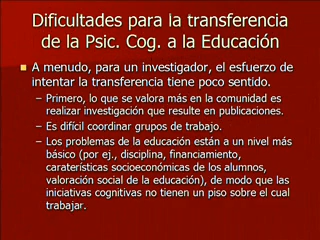 Dificultades para la transferencia
de la Psic. Cog. a la Educación
A menudo, para un investigador, el esfuerzo de
intentar la transferencia tiene poco sentido.
– Primero, lo que se valora más en la comunidad es
realizar investigación que resulte en publicaciones.
– Es difícil coordinar grupos de trabajo.
– Los problemas de la educación están a un nivel más
básico (por ej., disciplina, financiamiento,
caraterísticas socioeconómicas de los alumnos,
valoración social de la educación), de modo que las
iniciativas cognitivas no tienen un piso sobre el cual
trabajar.